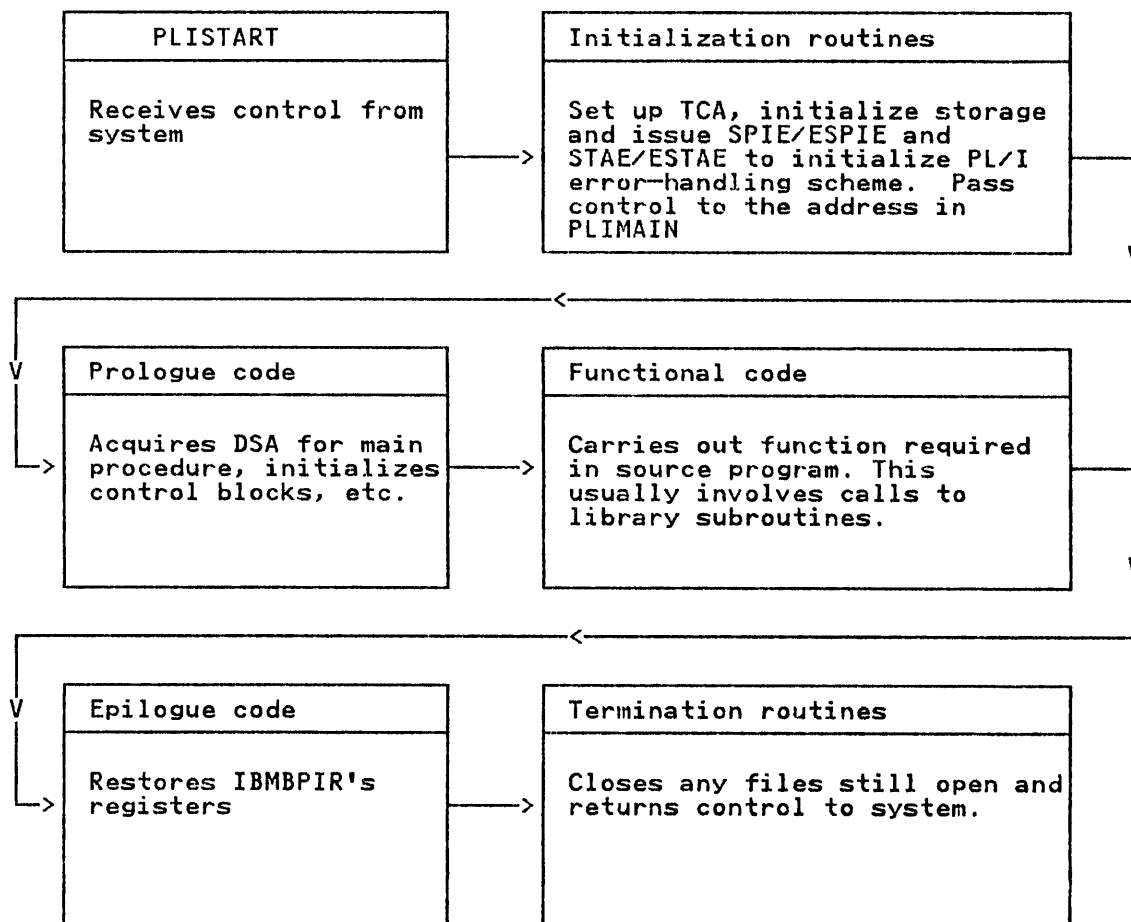 PLISTART
Receives control from
system
Initialization routines
Set up TCA, initialize storage
and issue SPIE/ESPIE and
STAE/ESTAE to initialize PL/I
error-handling scheme. Pass
control to the address in
PLIMAIN
Prologue code
Acquires DSA for main
procedure, initializes
control blocks, etc.
Functional code
Carries out function required
in source program. This
usually involves calls to
library subroutines.
Epilogue code
Restores IBMBPIR's
registers
Termination routines
Closes any files still open and
returns control to system.